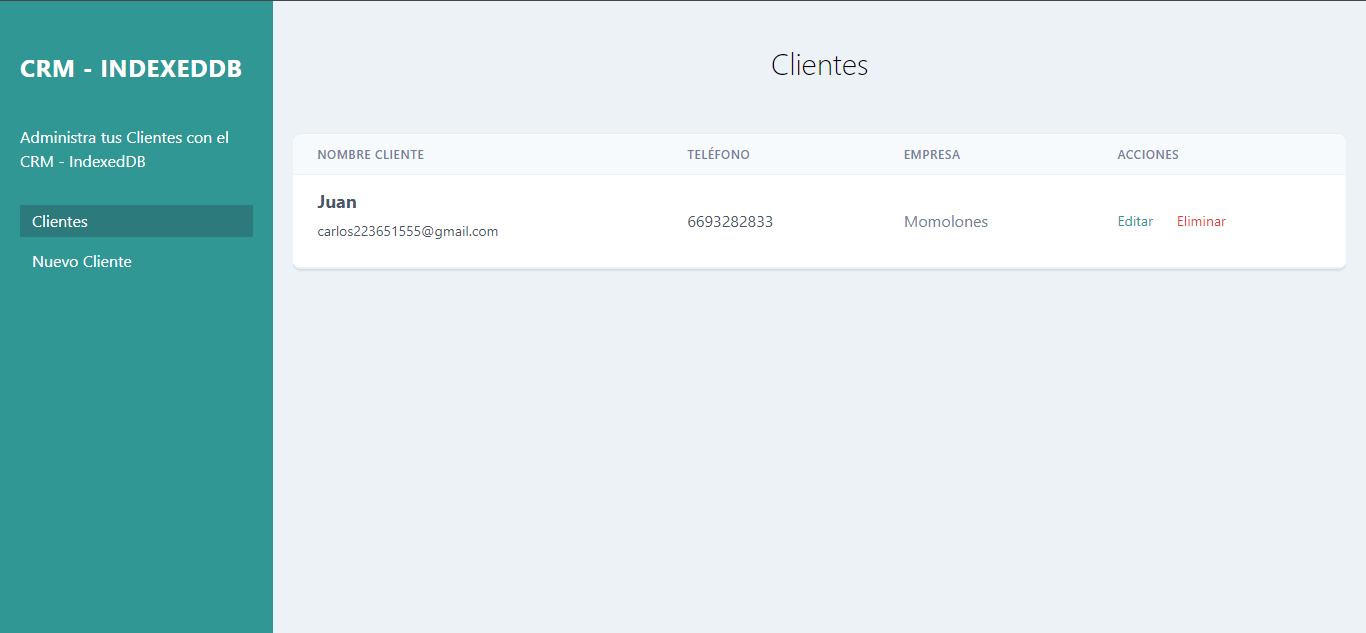 CRM - INDEXEDDB
Administra tus Clientes con el
CRM - IndexedDB
Clientes
Nuevo Cliente
Clientes
NOMBRE CLIENTE TELÉFONO EMPRESA ACCIONES
Juan
carlos223651555@gmail.com
6693282833 Momolones Editar Eliminar